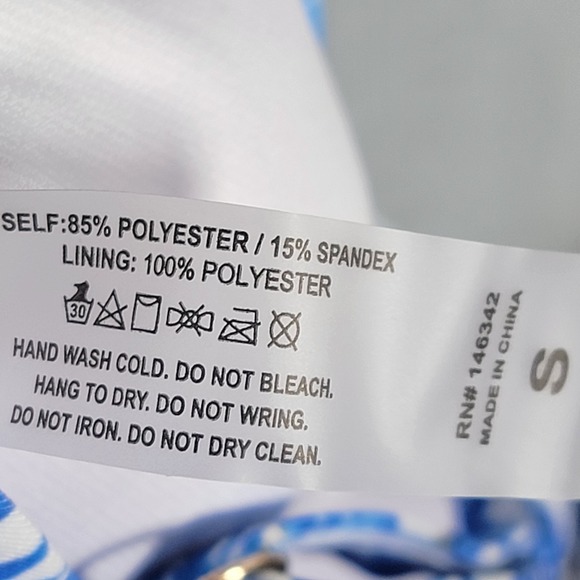 SELF:85% POLYESTER / 15% SPANDEX
LINING: 100% POLYESTER
30
HAND WASH COLD. DO NOT BLEACH.
HANG TO DRY. DO NOT WRING.
DO NOT IRON. DO NOT DRY CLEAN.
RN# 146342
MADE IN CHINA
S